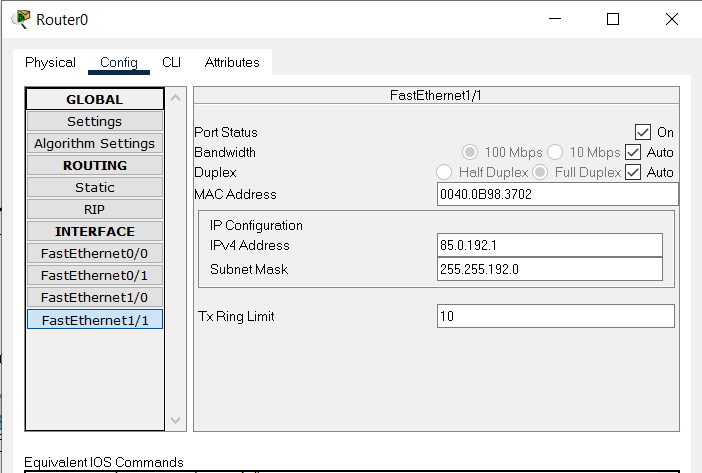 Router0
Physical Config CLI Attributes
GLOBAL
Settings
Algorithm Settings
ROUTING
Static
RIP
INTERFACE
FastEthernet0/0
FastEthernet0/1
FastEthernet1/0
FastEthernet1/1
FastEthernet1/1
Port Status On
Bandwidth 100 Mbps 10 Mbps Auto
Duplex Half Duplex Full Duplex Auto
MAC Address 0040.0B98.3702
IP Configuration
IPv4 Address 85.0.192.1
Subnet Mask 255.255.192.0
Tx Ring Limit 10
Equivalent IOS Commands